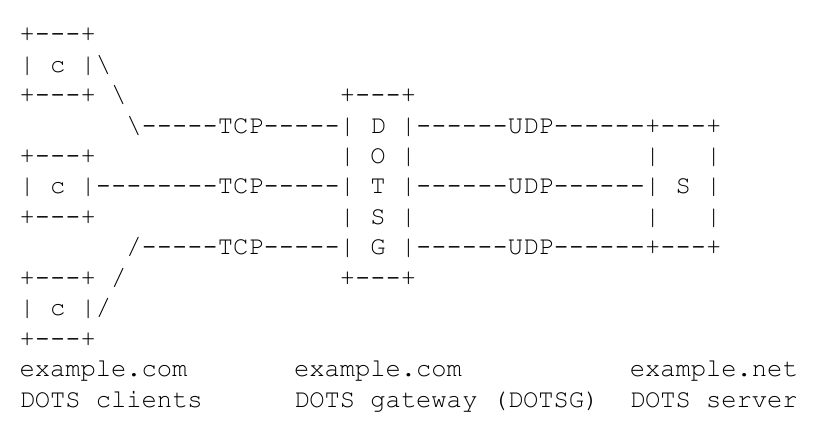 +---+
| c |\
+---+ \               +---+
       \-----TCP-----| D |------UDP------+---+
+---+                | O |               |   |
| c |--------TCP-----| T |------UDP------| S |
+---+                | S |               |   |
       /-----TCP-----| G |------UDP------+---+
+---+ /              +---+
| c |/
+---+
example.com       example.com           example.net
DOTS clients      DOTS gateway (DOTSG)  DOTS server